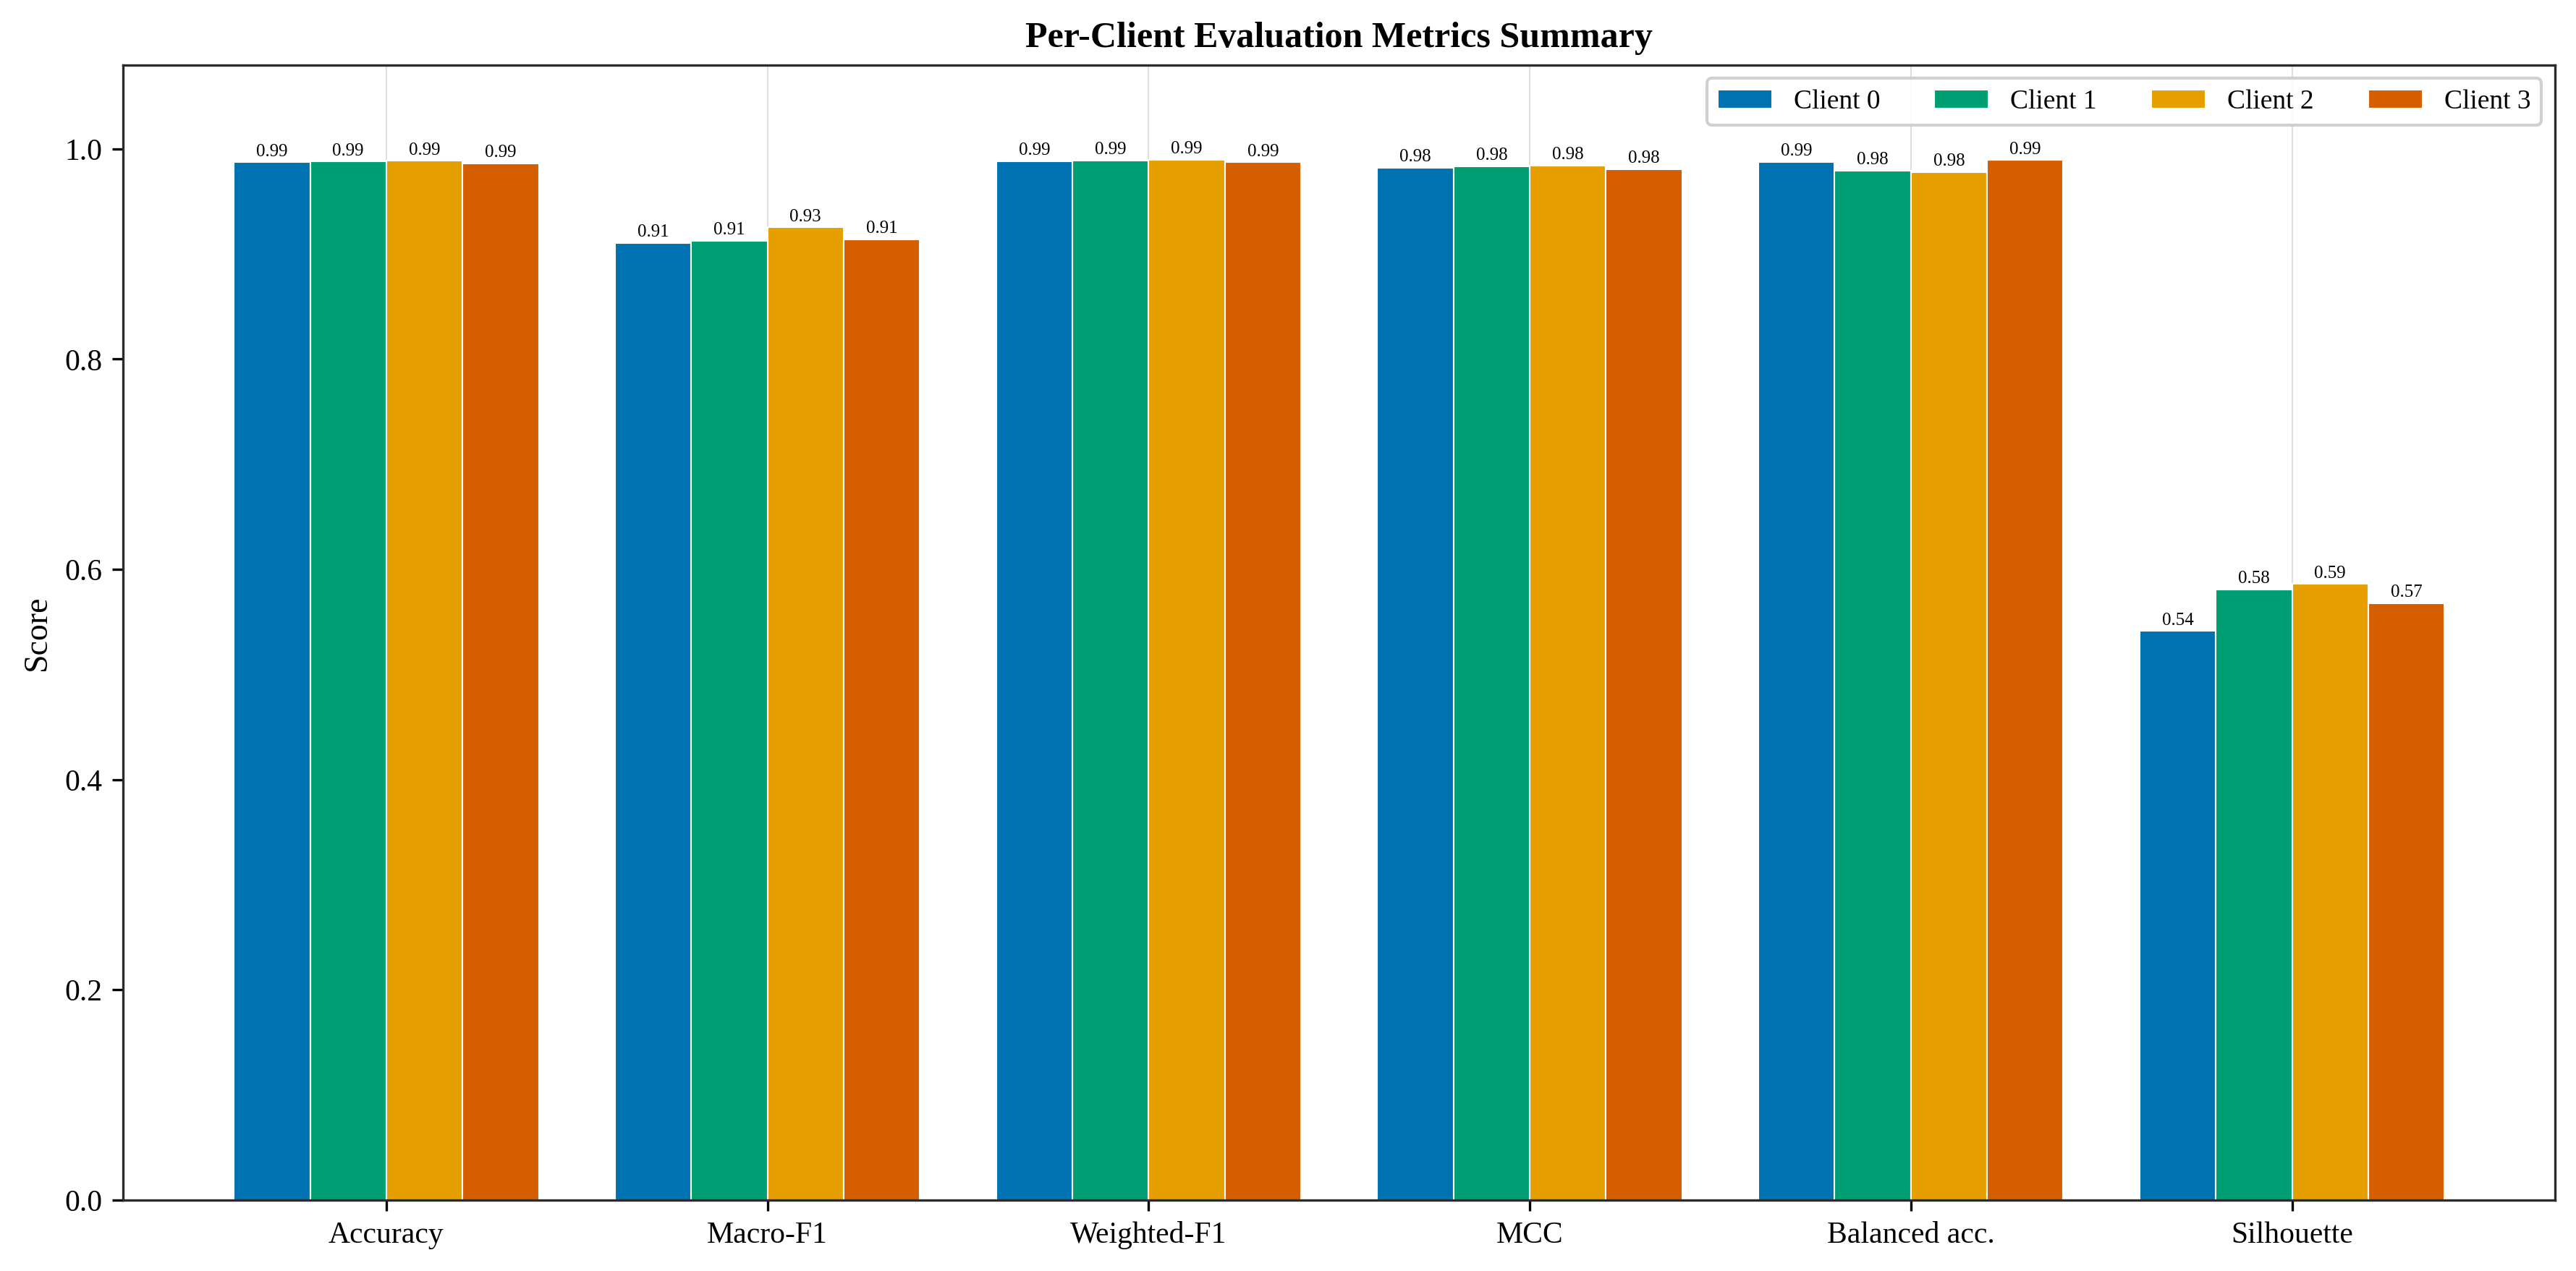 Per-Client Evaluation Metrics Summary
Client 0 Client 1 Client 2 Client 3
Score
1.0
0.8
0.6
0.4
0.2
0.0
0.99 0.99 0.99 0.99
0.91 0.91 0.93 0.91
0.99 0.99 0.99 0.99
0.98 0.98 0.98 0.98
0.99 0.98 0.98 0.99
0.54 0.58 0.59 0.57
Accuracy Macro-F1 Weighted-F1 MCC Balanced acc. Silhouette